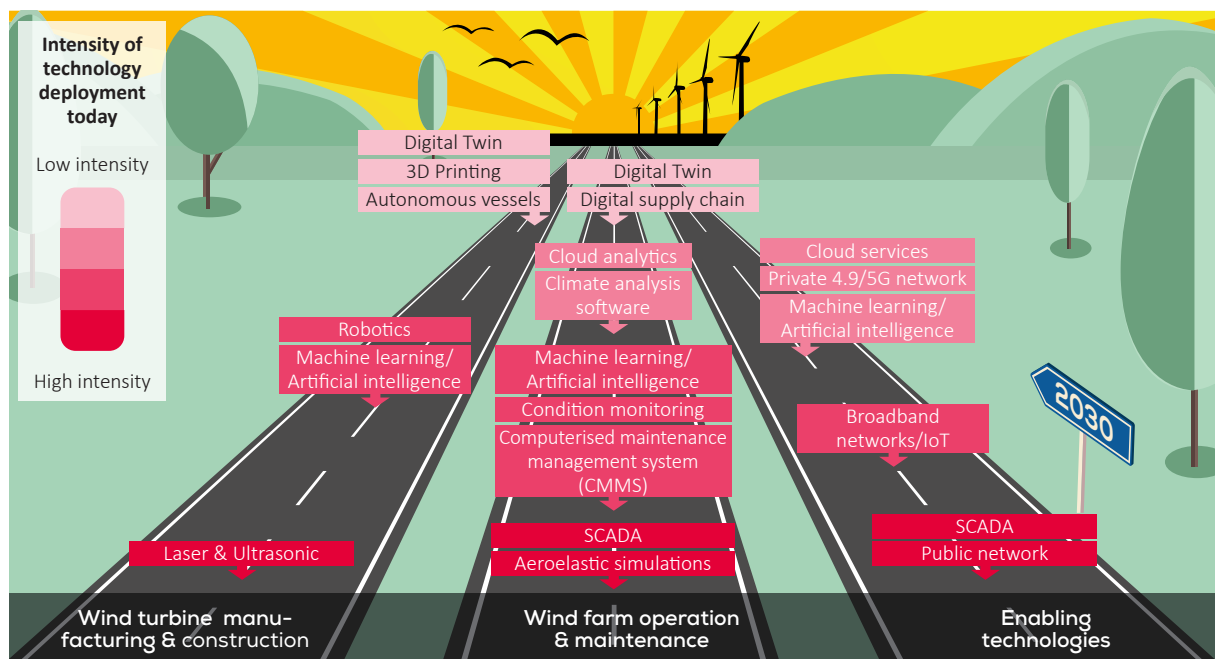 Intensity of
technology
deployment
today
Low intensity
High intensity
Digital Twin
3D Printing
Autonomous vessels
Robotics
Machine learning/
Artificial intelligence
Laser & Ultrasonic
Wind turbine manu-
facturing & construction
Digital Twin
Digital supply chain
Cloud analytics
Climate analysis
software
Machine learning/
Artificial intelligence
Condition monitoring
Computerised maintenance
management system
(CMMS)
SCADA
Aeroelastic simulations
Wind farm operation
& maintenance
Cloud services
Private 4.9/5G network
Machine learning/
Artificial intelligence
Broadband
networks/IoT
SCADA
Public network
Enabling
technologies
2030